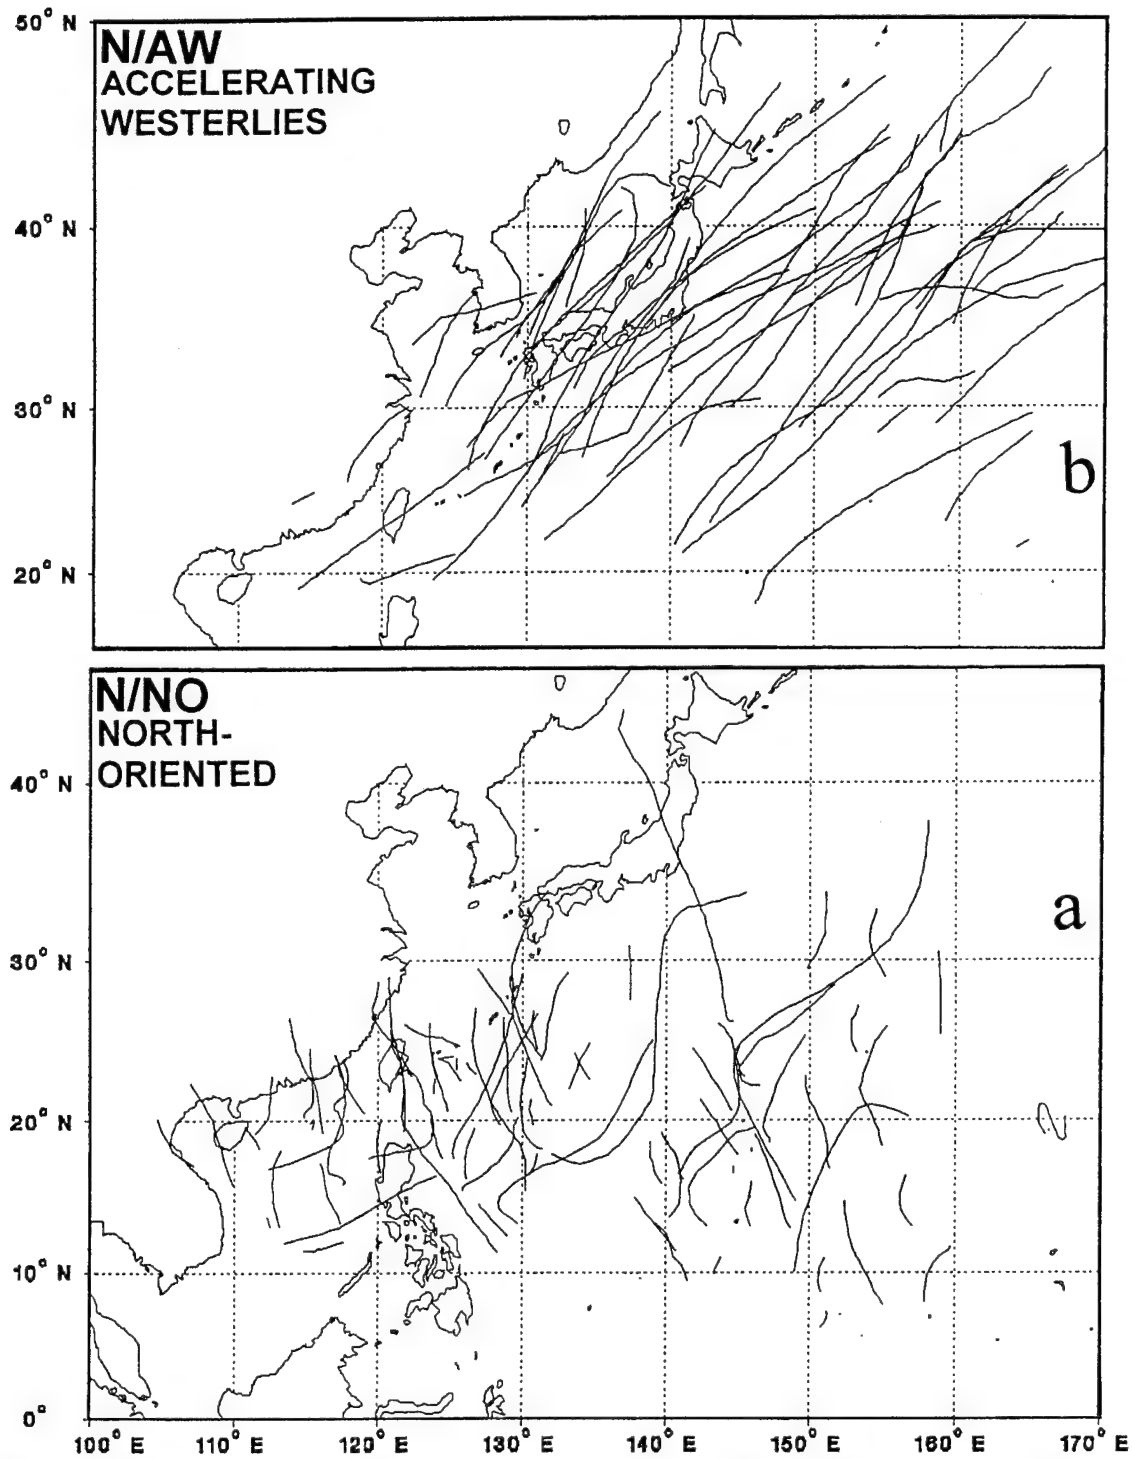 50° N
N/AW
ACCELERATING
WESTERLIES
40° N
30° N
b
20° N
N/NO
NORTH-
ORIENTED
40° N
a
30° N
20° N
10° N
0°
100° E 110° E 120° E 130° E 140° E 150° E 160° E 170° E